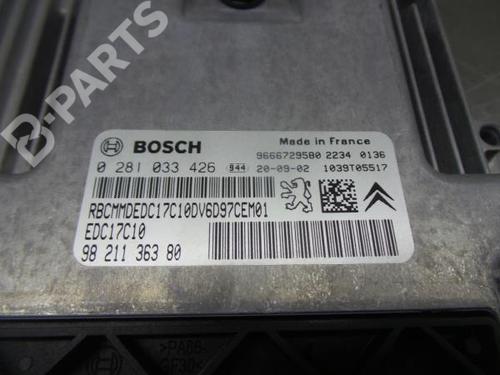 B-PARTS
BOSCH
Made in France
9666729580 2234 0136
0 281 033 426 944 20-09-02 1039T05517
RBCMMDEDC17C10DV6D97CEM01
EDC17C10
98 211 363 80
BOSCH